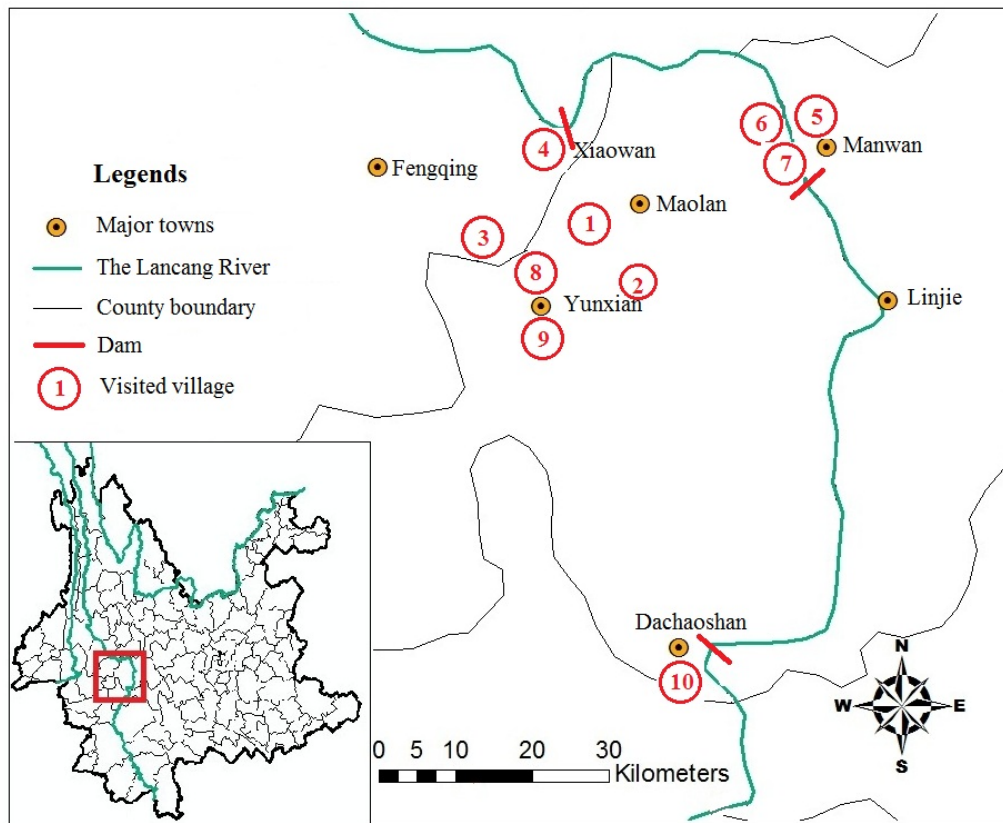 6
5
4
Xiaowan
Manwan
7
Fengqing
Legends
Maolan
Major towns
1
3
The Lancang River
8
2
County boundary
Yunxian
Linjie
9
Dam
1
Visited village
Dachaoshan
10
N
W
E
S
0
5
10
20
30
Kilometers